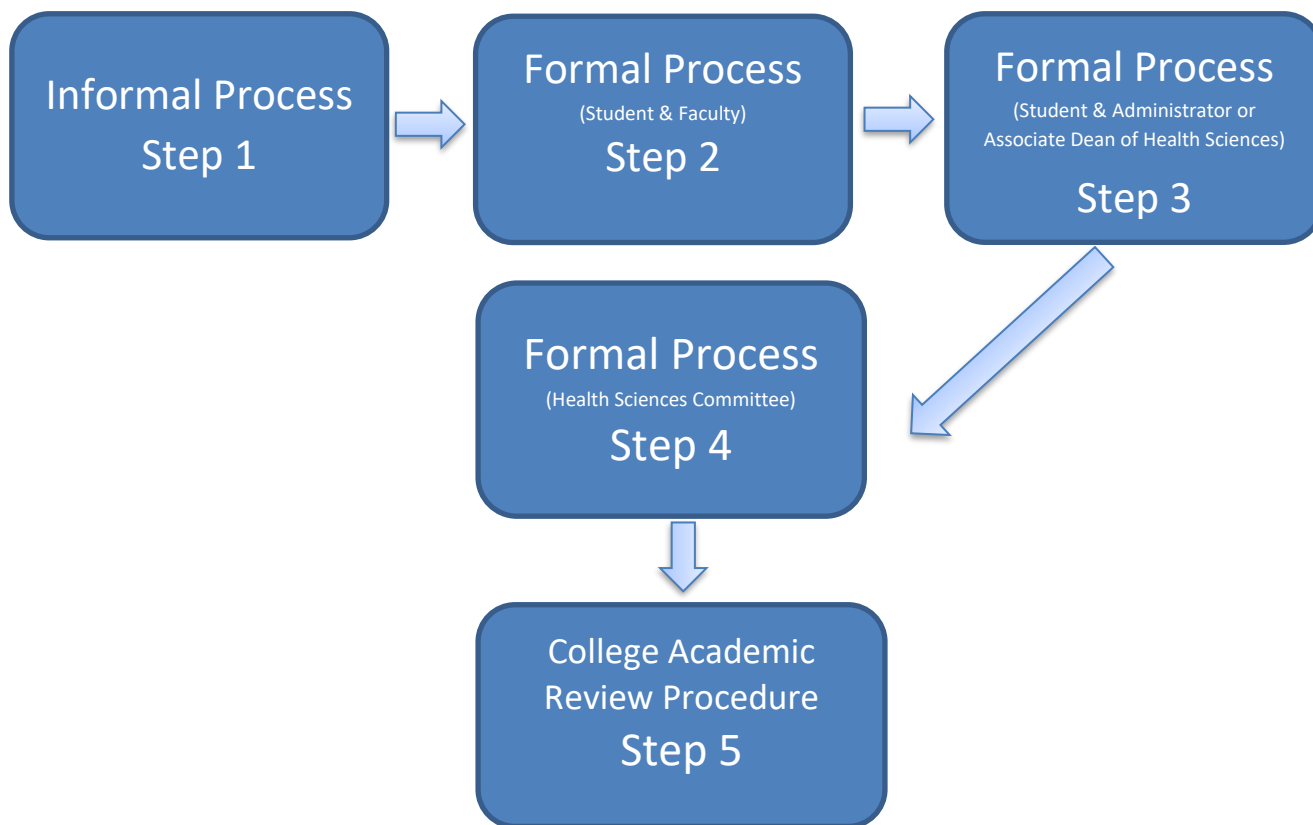 Informal Process
Step 1
Formal Process
(Student & Faculty)
Step 2
Formal Process
(Student & Administrator or
Associate Dean of Health Sciences)
Step 3
Formal Process
(Health Sciences Committee)
Step 4
College Academic
Review Procedure
Step 5